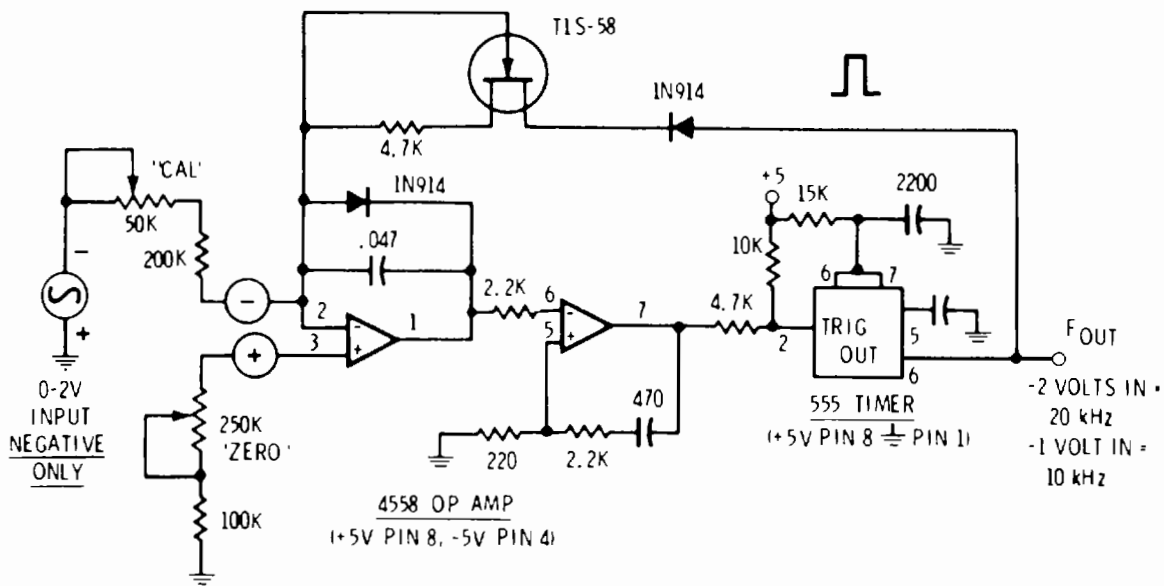 T1S-58
1N914
4.7K
"CAL'
50K
1N914
+5
15K
2200
.047
10K
200K
−
−
6
7
2.2K
6
7
4.7K
2
-
1
-
TRIG
OUT
5
2
FOUT
+
3
+
5
+
+
6
0-2V
INPUT
NEGATIVE
ONLY
250K
'ZERO'
470
555 TIMER
(+5V PIN 8 PIN 1)
-2 VOLTS IN =
20 kHz
-1 VOLT IN =
10 kHz
220
2.2K
100K
4558 OP AMP
(+5V PIN 8, -5V PIN 4)